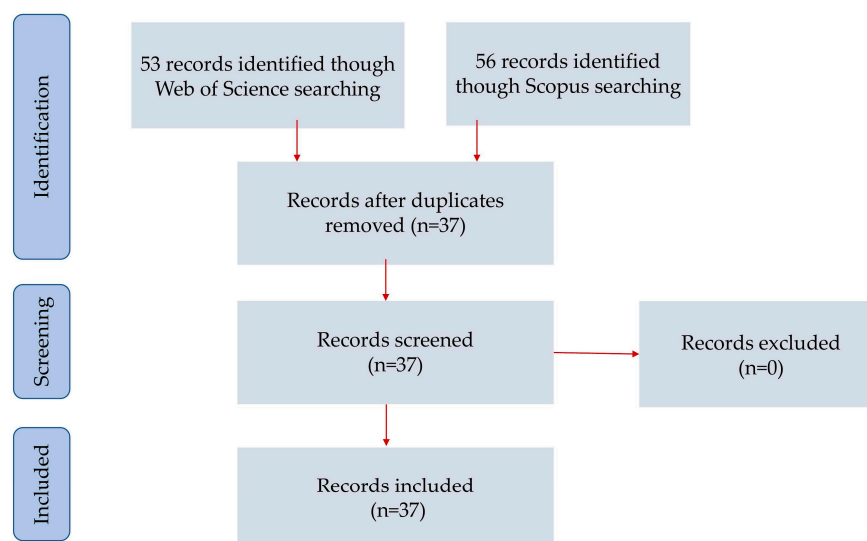 Identification
53 records identified though
Web of Science searching
56 records identified
though Scopus searching
Records after duplicates
removed (n=37)
Screening
Records screened
(n=37)
Records excluded
(n=0)
Included
Records included
(n=37)